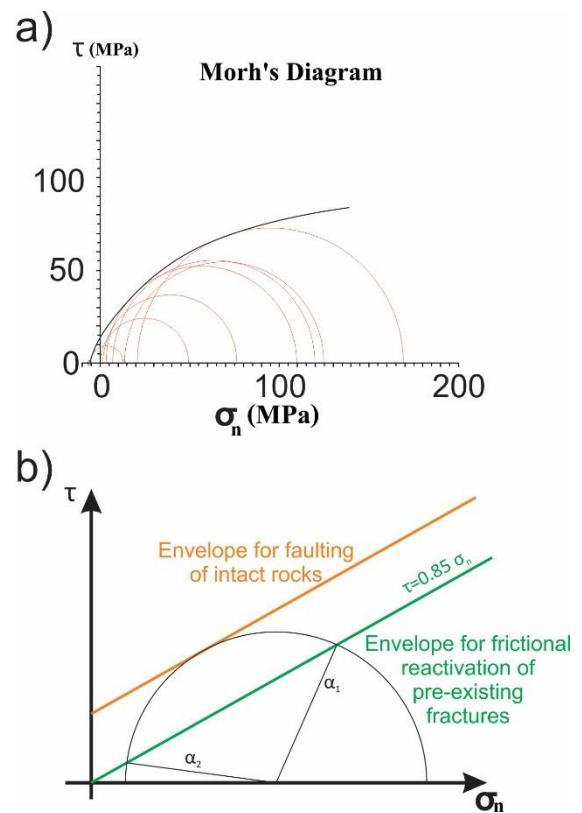 a)
τ (MPa)
Morh's Diagram
100
50
0
0
100
200
σn (MPa)
b)
τ
Envelope for faulting
of intact rocks
τ=0.85 σn
Envelope for frictional
reactivation of
pre-existing
fractures
α1
α2
σn